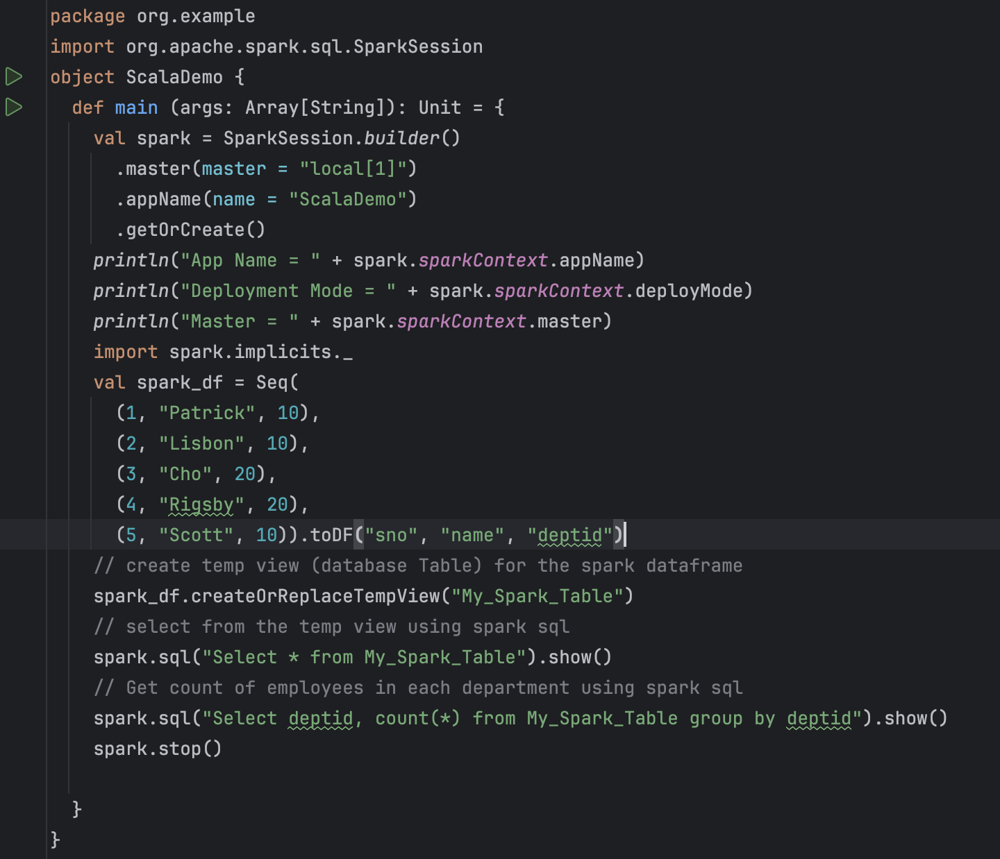 package org.example
import org.apache.spark.sql.SparkSession
object ScalaDemo {
  def main (args: Array[String]): Unit = {
    val spark = SparkSession.builder()
      .master(master = "local[1]")
      .appName(name = "ScalaDemo")
      .getOrCreate()
    println("App Name = " + spark.sparkContext.appName)
    println("Deployment Mode = " + spark.sparkContext.deployMode)
    println("Master = " + spark.sparkContext.master)
    import spark.implicits._
    val spark_df = Seq(
      (1, "Patrick", 10),
      (2, "Lisbon", 10),
      (3, "Cho", 20),
      (4, "Rigsby", 20),
      (5, "Scott", 10)).toDF("sno", "name", "deptid")
    // create temp view (database Table) for the spark dataframe
    spark_df.createOrReplaceTempView("My_Spark_Table")
    // select from the temp view using spark sql
    spark.sql("Select * from My_Spark_Table").show()
    // Get count of employees in each department using spark sql
    spark.sql("Select deptid, count(*) from My_Spark_Table group by deptid").show()
    spark.stop()

  }
}